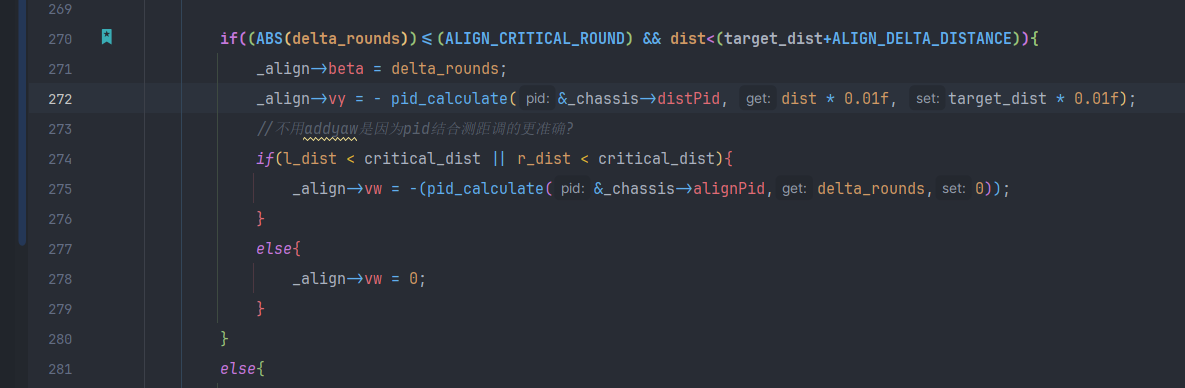 269
270 if((ABS(delta_rounds))<=(ALIGN_CRITICAL_ROUND) && dist<(target_dist+ALIGN_DELTA_DISTANCE)){
271 _align->beta = delta_rounds;
272 _align->vy = - pid_calculate( pid: &_chassis->distPid, get: dist * 0.01f, set: target_dist * 0.01f);
273 //不用addyaw是因为pid结合测距调的更准确?
274 if(l_dist < critical_dist || r_dist < critical_dist){
275 _align->vw = -(pid_calculate( pid: &_chassis->alignPid, get: delta_rounds, set: 0));
276 }
277 else{
278 _align->vw = 0;
279 }
280 }
281 else{